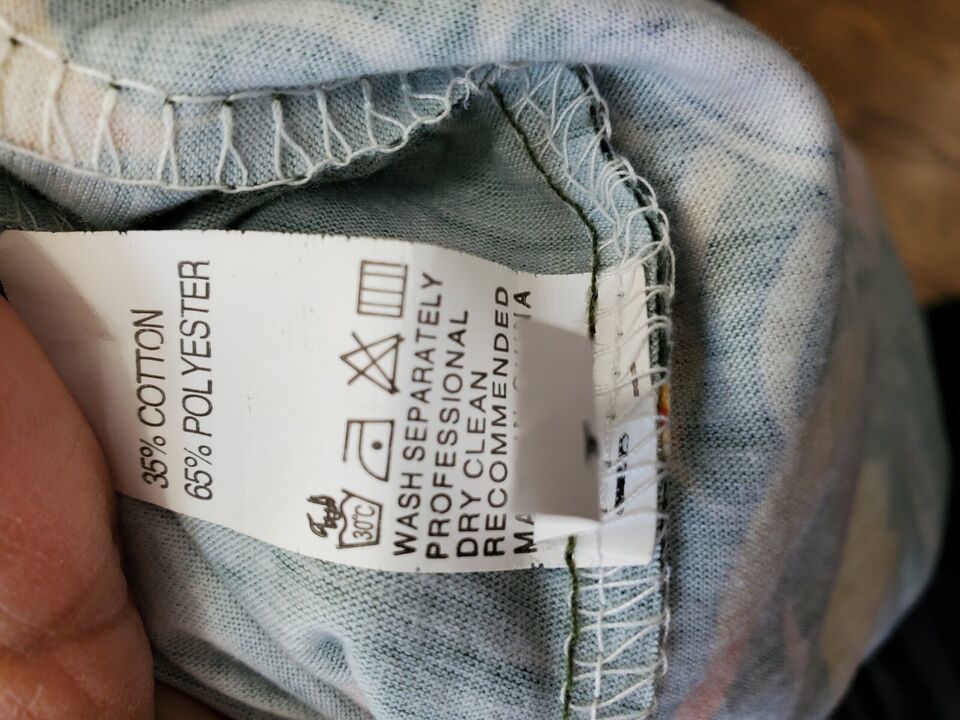 35% COTTON
65% POLYESTER
30°C
WASH SEPARATELY
PROFESSIONAL
DRY CLEAN
RECOMMENDED